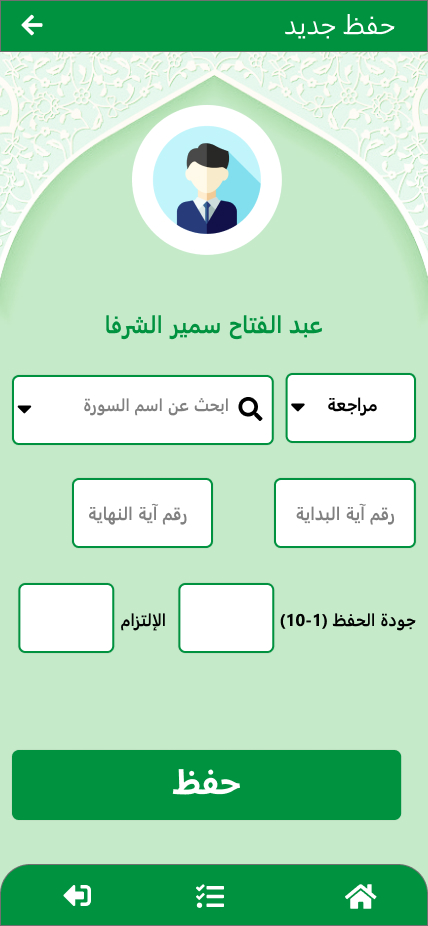 حفظ جديد
عبد الفتاح سمير الشرفا
مراجعة
ابحث عن اسم السورة
رقم آية البداية
رقم آية النهاية
جودة الحفظ (1-10)
الإلتزام
حفظ